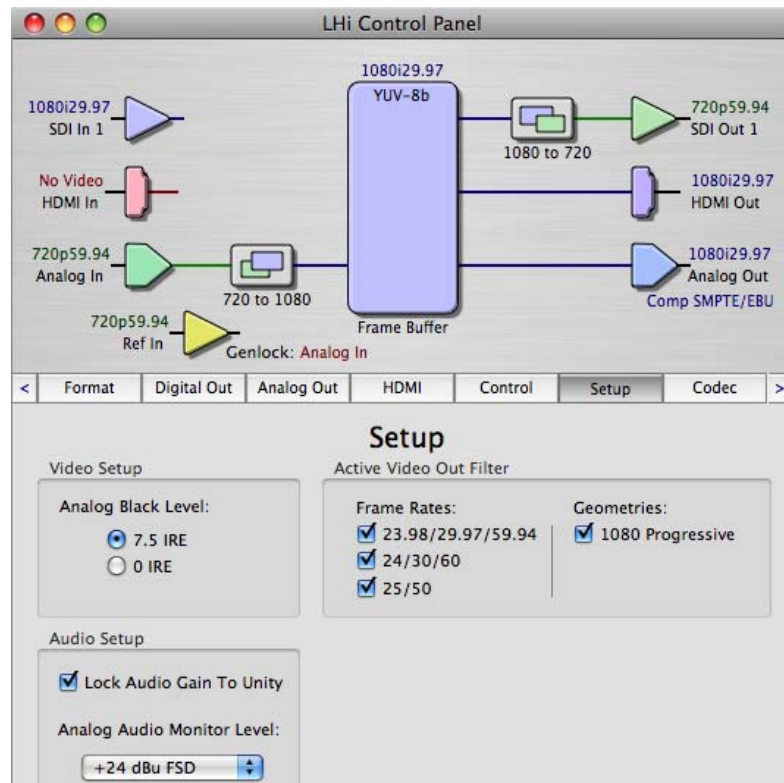 LHi Control Panel
1080i29.97
YUV-8b
1080i29.97
SDI In 1
720p59.94
SDI Out 1
1080 to 720
No Video
HDMI In
1080i29.97
HDMI Out
720p59.94
Analog In
720 to 1080
1080i29.97
Analog Out
Comp SMPTE/EBU
720p59.94
Ref In
Genlock: Analog In
Frame Buffer
< Format Digital Out Analog Out HDMI Control Setup Codec >
Setup
Video Setup
Analog Black Level:
7.5 IRE
0 IRE
Active Video Out Filter
Frame Rates:
23.98/29.97/59.94
24/30/60
25/50
Geometries:
1080 Progressive
Audio Setup
Lock Audio Gain To Unity
Analog Audio Monitor Level:
+24 dBu FSD